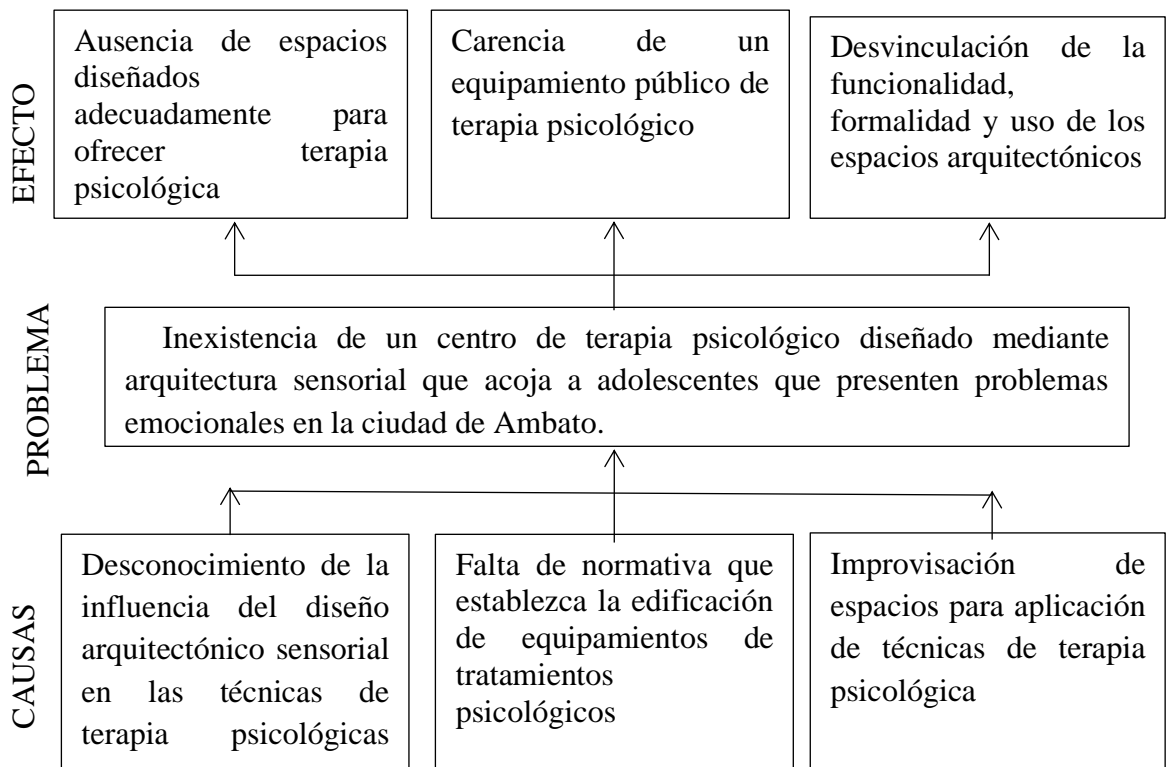 EFECTO
Ausencia de espacios
diseñados
adecuadamente para
ofrecer terapia
psicológica
Carencia de un
equipamiento público de
terapia psicológico
Desvinculación de la
funcionalidad,
formalidad y uso de los
espacios arquitectónicos
PROBLEMA
Inexistencia de un centro de terapia psicológico diseñado mediante
arquitectura sensorial que acoja a adolescentes que presenten problemas
emocionales en la ciudad de Ambato.
CAUSAS
Desconocimiento de la
influencia del diseño
arquitectónico sensorial
en las técnicas de
terapia psicológicas
Falta de normativa que
establezca la edificación
de equipamientos de
tratamientos
psicológicos
Improvisación de
espacios para aplicación
de técnicas de terapia
psicológica